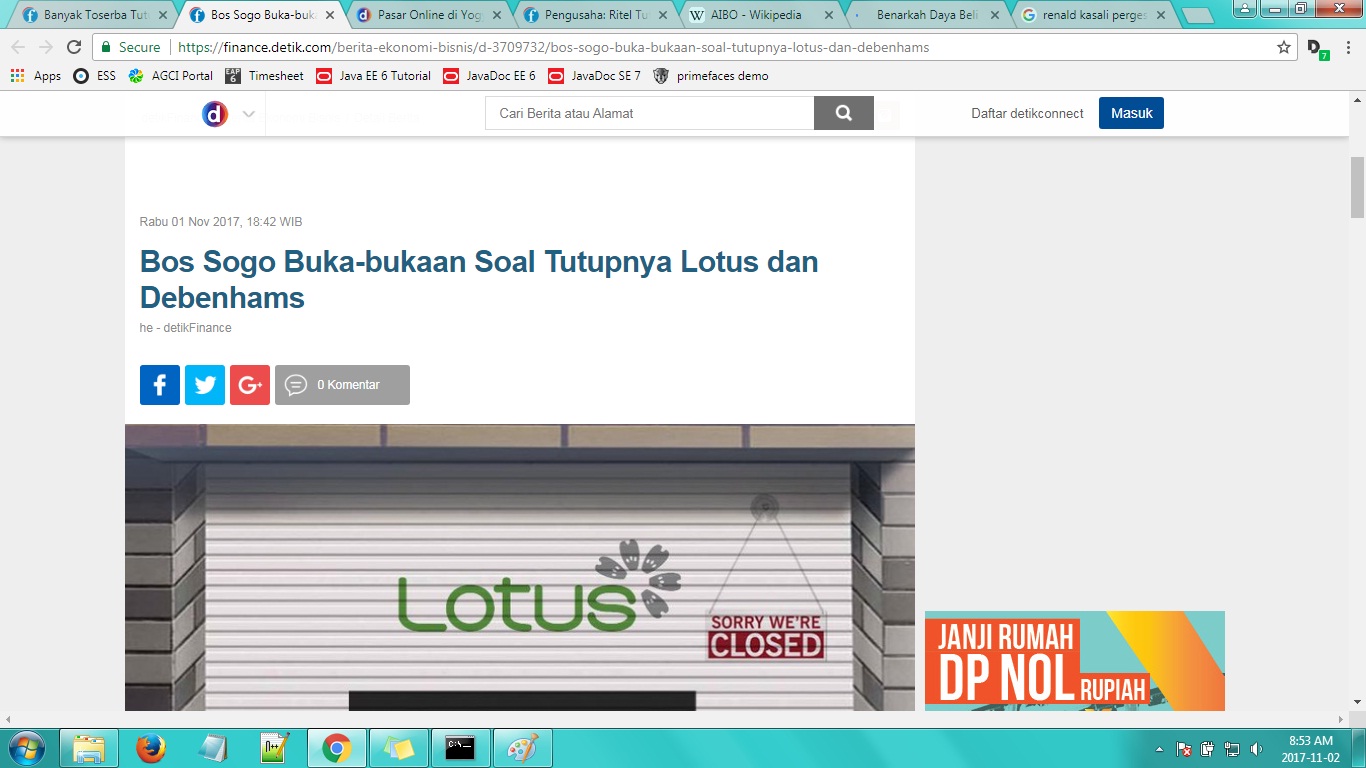 Banyak Toserba Tut
Bos Sogo Buka-buk
Pasar Online di Yog
Pengusaha: Ritel Tu
AIBO - Wikipedia
Benarkah Daya Beli
renald kasali perges
Secure
https://finance.detik.com/berita-ekonomi-bisnis/d-3709732/bos-sogo-buka-bukaan-soal-tutupnya-lotus-dan-debenhams
D
7
Apps
ESS
AGCI Portal
EAP 6
Timesheet
Java EE 6 Tutorial
JavaDoc EE 6
JavaDoc SE 7
primefaces demo
d
Cari Berita atau Alamat
Daftar detikconnect
Masuk
Rabu 01 Nov 2017, 18:42 WIB
Bos Sogo Buka-bukaan Soal Tutupnya Lotus dan
Debenhams
he - detikFinance
0 Komentar
Lotus
SORRY WE'RE
CLOSED
JANJI RUMAH
DP NOL RUPIAH
8:53 AM
2017-11-02